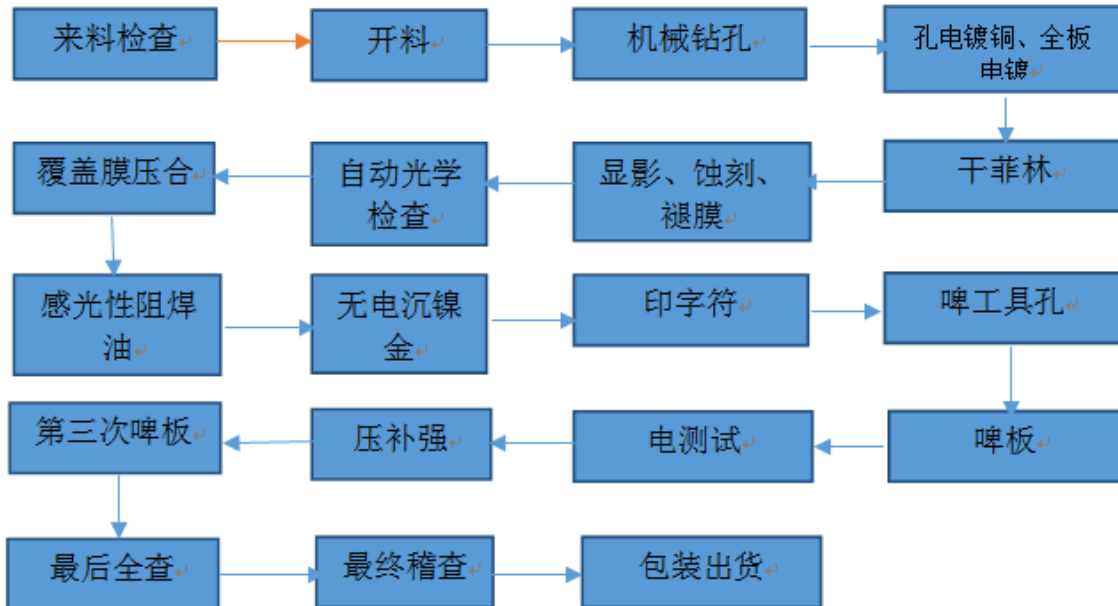 来料检查
开料
机械钻孔
孔电镀铜、全板
电镀
干菲林
显影、蚀刻、
褪膜
自动光学
检查
覆盖膜压合
感光性阻焊
油
无电沉镍
金
印字符
啤工具孔
啤板
电测试
压补强
第三次啤板
最后全查
最终稽查
包装出货